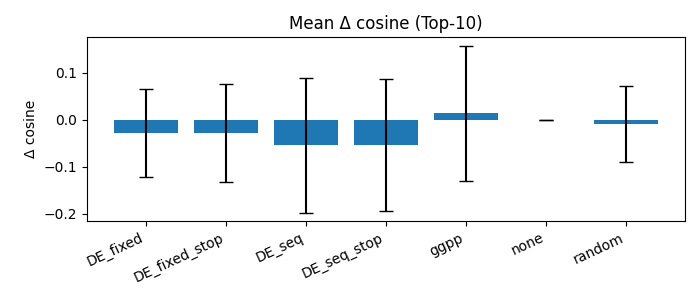 Mean Δ cosine (Top-10)
Δ cosine
0.1
0.0
−0.1
−0.2
DE_fixed
DE_fixed_stop
DE_seq
DE_seq_stop
ggpp
none
random